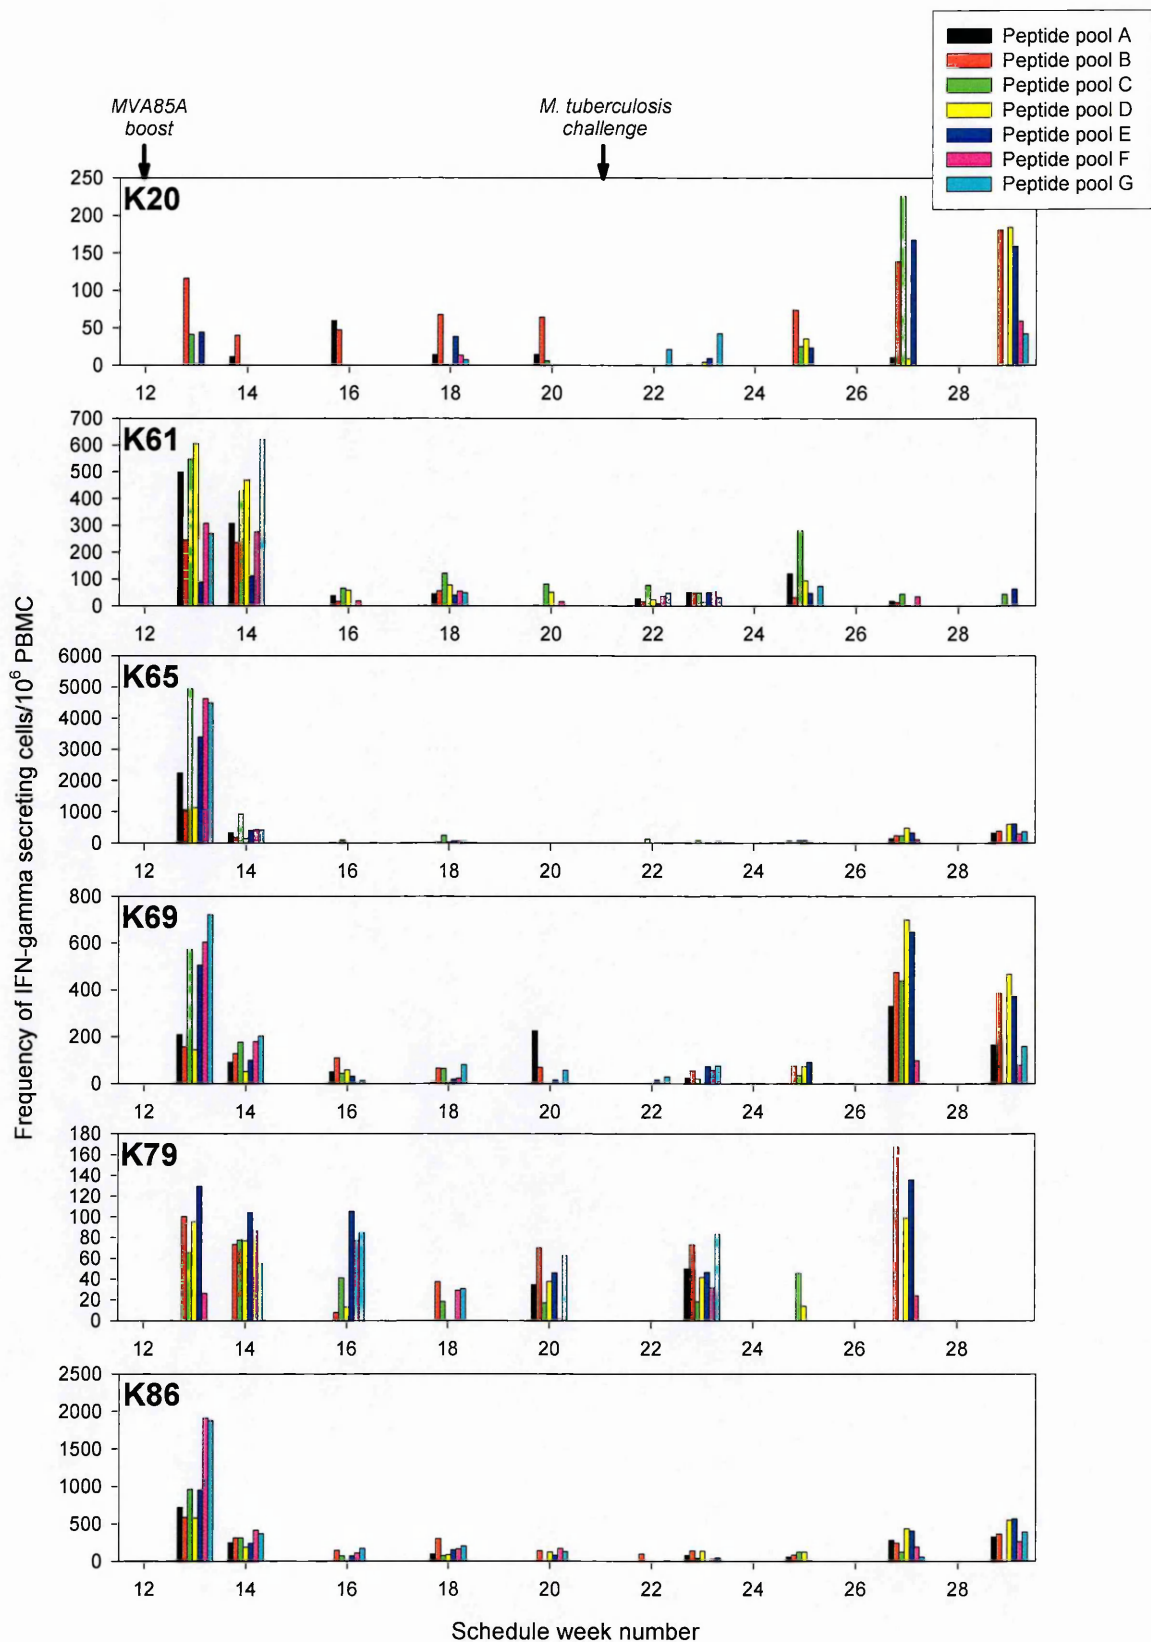 Peptide pool A
Peptide pool B
Peptide pool C
Peptide pool D
Peptide pool E
Peptide pool F
Peptide pool G
MVA85A
boost
M. tuberculosis
challenge
Frequency of IFN-gamma secreting cells/10⁶ PBMC
K20
250
200
150
100
50
0
12 14 16 18 20 22 24 26 28
K61
700
600
500
400
300
200
100
0
12 14 16 18 20 22 24 26 28
K65
6000
5000
4000
3000
2000
1000
0
12 14 16 18 20 22 24 26 28
K69
800
600
400
200
0
12 14 16 18 20 22 24 26 28
K79
180
160
140
120
100
80
60
40
20
0
12 14 16 18 20 22 24 26 28
K86
2500
2000
1500
1000
500
0
12 14 16 18 20 22 24 26 28
Schedule week number